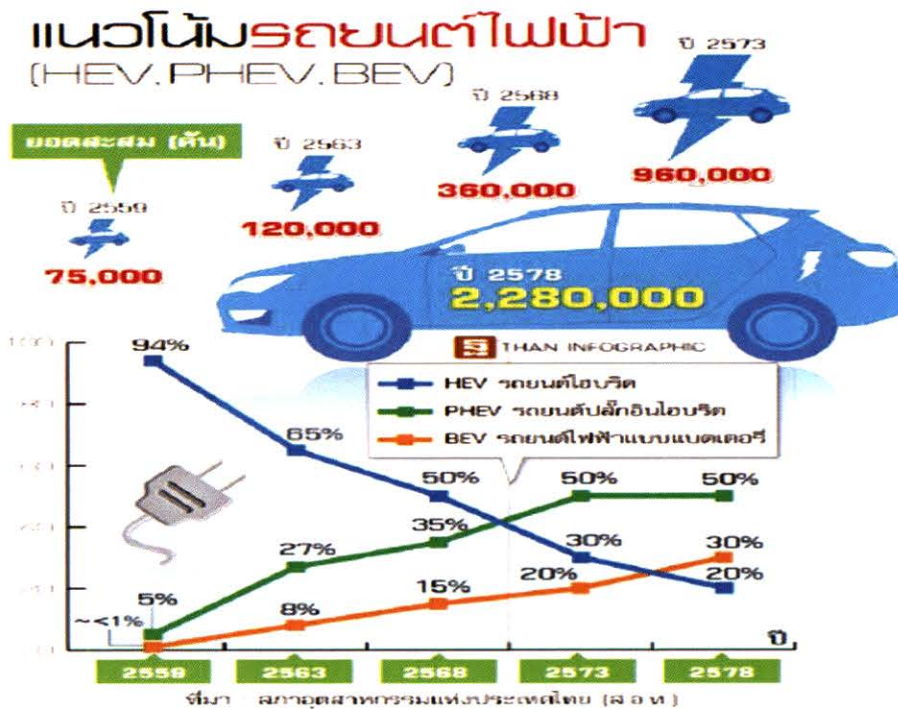 แนวโน้มรถยนต์ไฟฟ้า
(HEV.PHEV.BEV)
ยอดสะสม (คัน)
ปี 2559
75,000
ปี 2563
120,000
ปี 2568
360,000
ปี 2573
960,000
ปี 2578
2,280,000
THAN INFOGRAPHIC
HEV รถยนต์ไฮบริด
PHEV รถยนต์ปลั๊กอินไฮบริด
BEV รถยนต์ไฟฟ้าแบบแบตเตอรี่
100
80
94%
65%
50%
30%
20%
5%
27%
35%
50%
50%
~<1%
8%
15%
20%
30%
ปี
2559
2563
2568
2573
2578
ที่มา สภาอุตสาหกรรมแห่งประเทศไทย (ส อ ท)